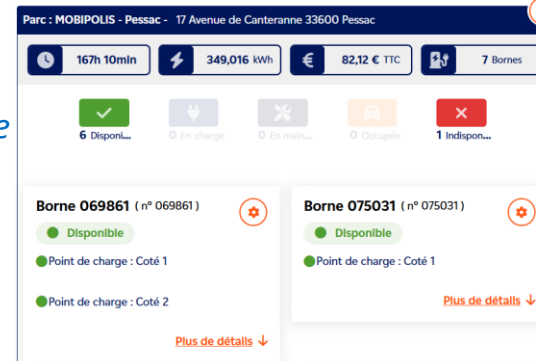 Parc : MOBIPOLIS - Pessac - 17 Avenue de Canteranne 33600 Pessac
167h 10min 349,016 kWh € 82,12 € TTC 7 Bornes
6 Disponi... 0 En charge 0 En main... 0 Occupée 1 Indispon...
e
Borne 069861 ( n° 069861 )
Disponible
Point de charge : Coté 1
Point de charge : Coté 2
Plus de détails ↓
Borne 075031 ( n° 075031 )
Disponible
Point de charge : Coté 1
Plus de détails ↓